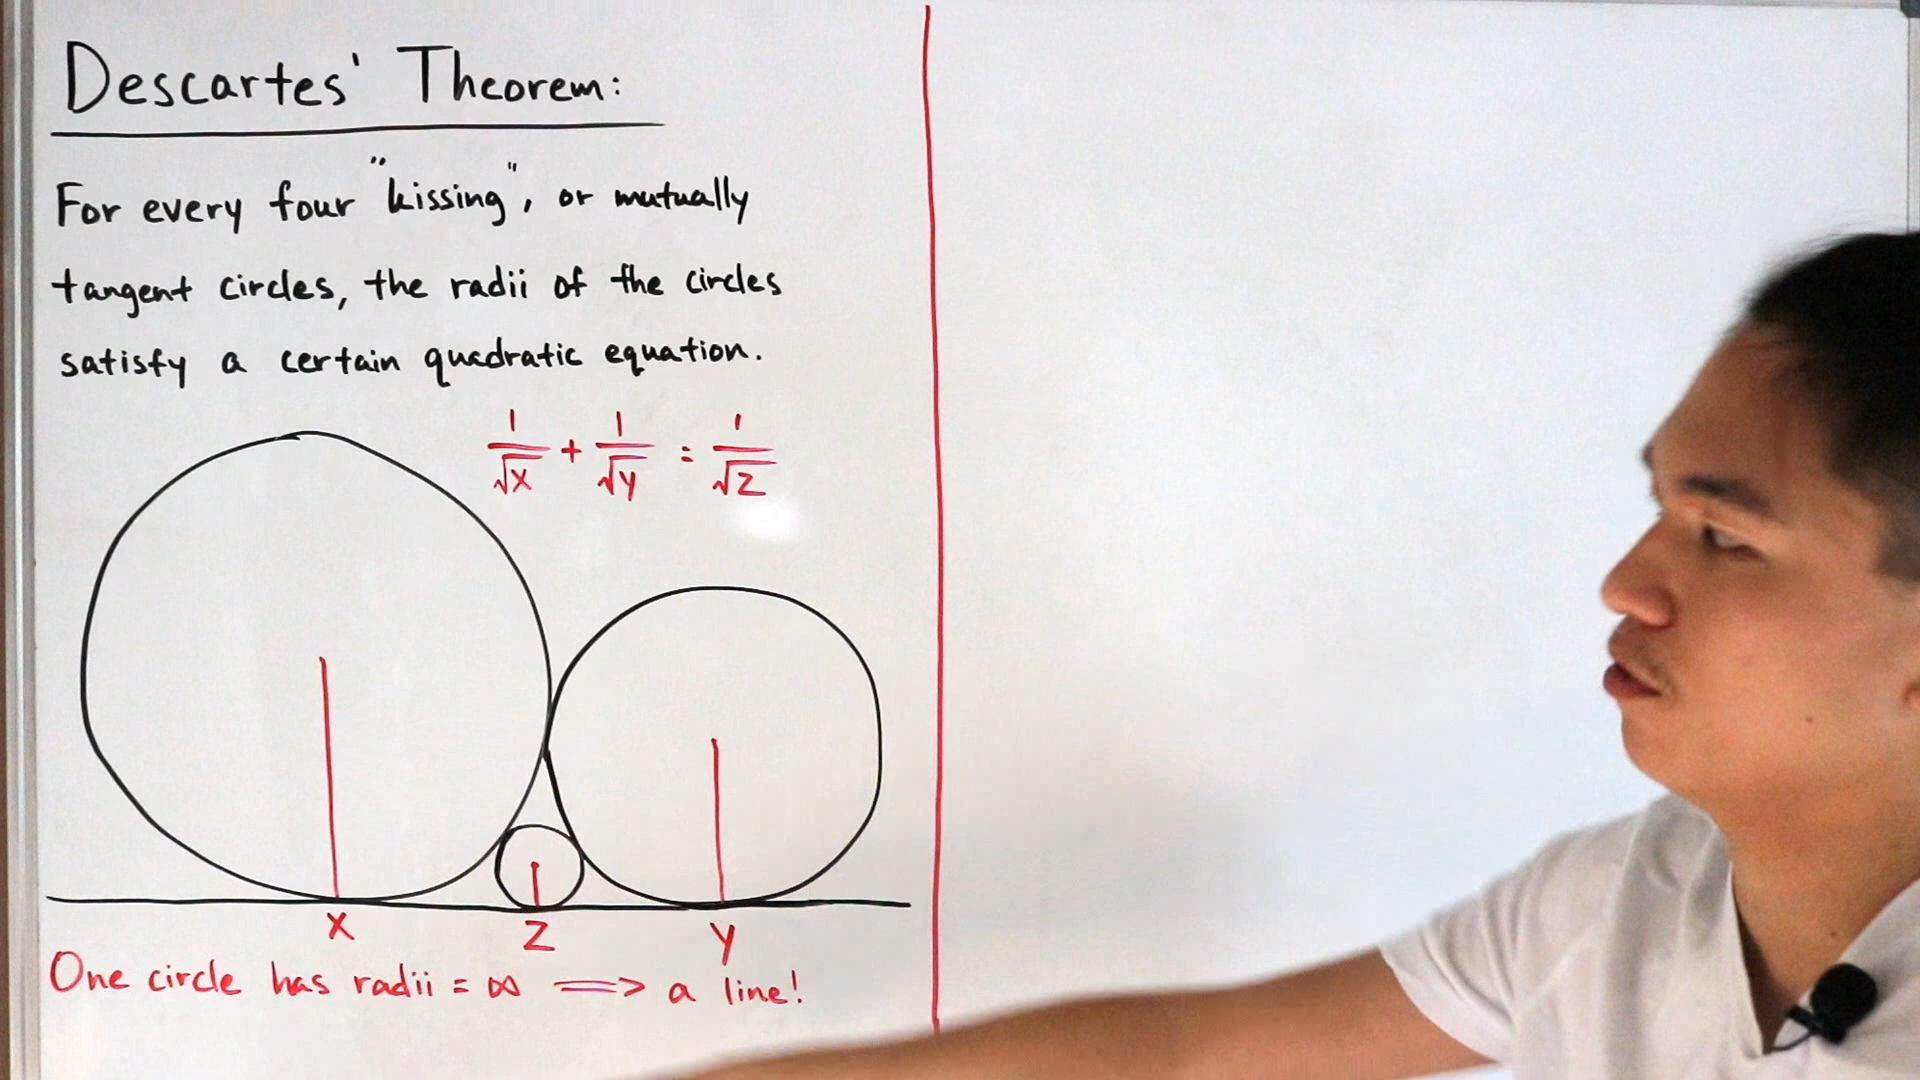 Descartes' Theorem:
For every four "kissing", or mutually
tangent circles, the radii of the circles
satisfy a certain quadratic equation.
1/√x + 1/√y = 1/√z
x z y
One circle has radii = ∞ ⟹ a line!